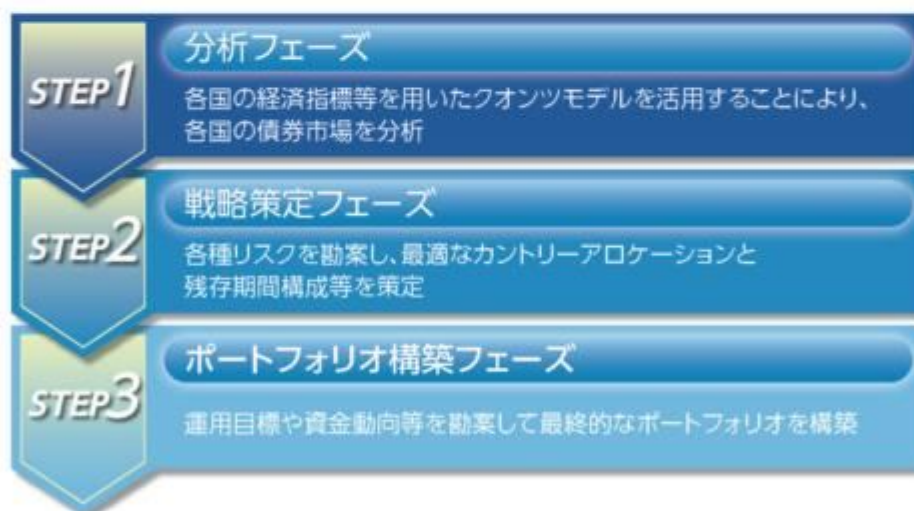 STEP1
分析フェーズ
各国の経済指標等を用いたクオンツモデルを活用することにより、
各国の債券市場を分析
STEP2
戦略策定フェーズ
各種リスクを勘案し、最適なカントリーアロケーションと
残存期間構成等を策定
STEP3
ポートフォリオ構築フェーズ
運用目標や資金動向等を勘案して最終的なポートフォリオを構築